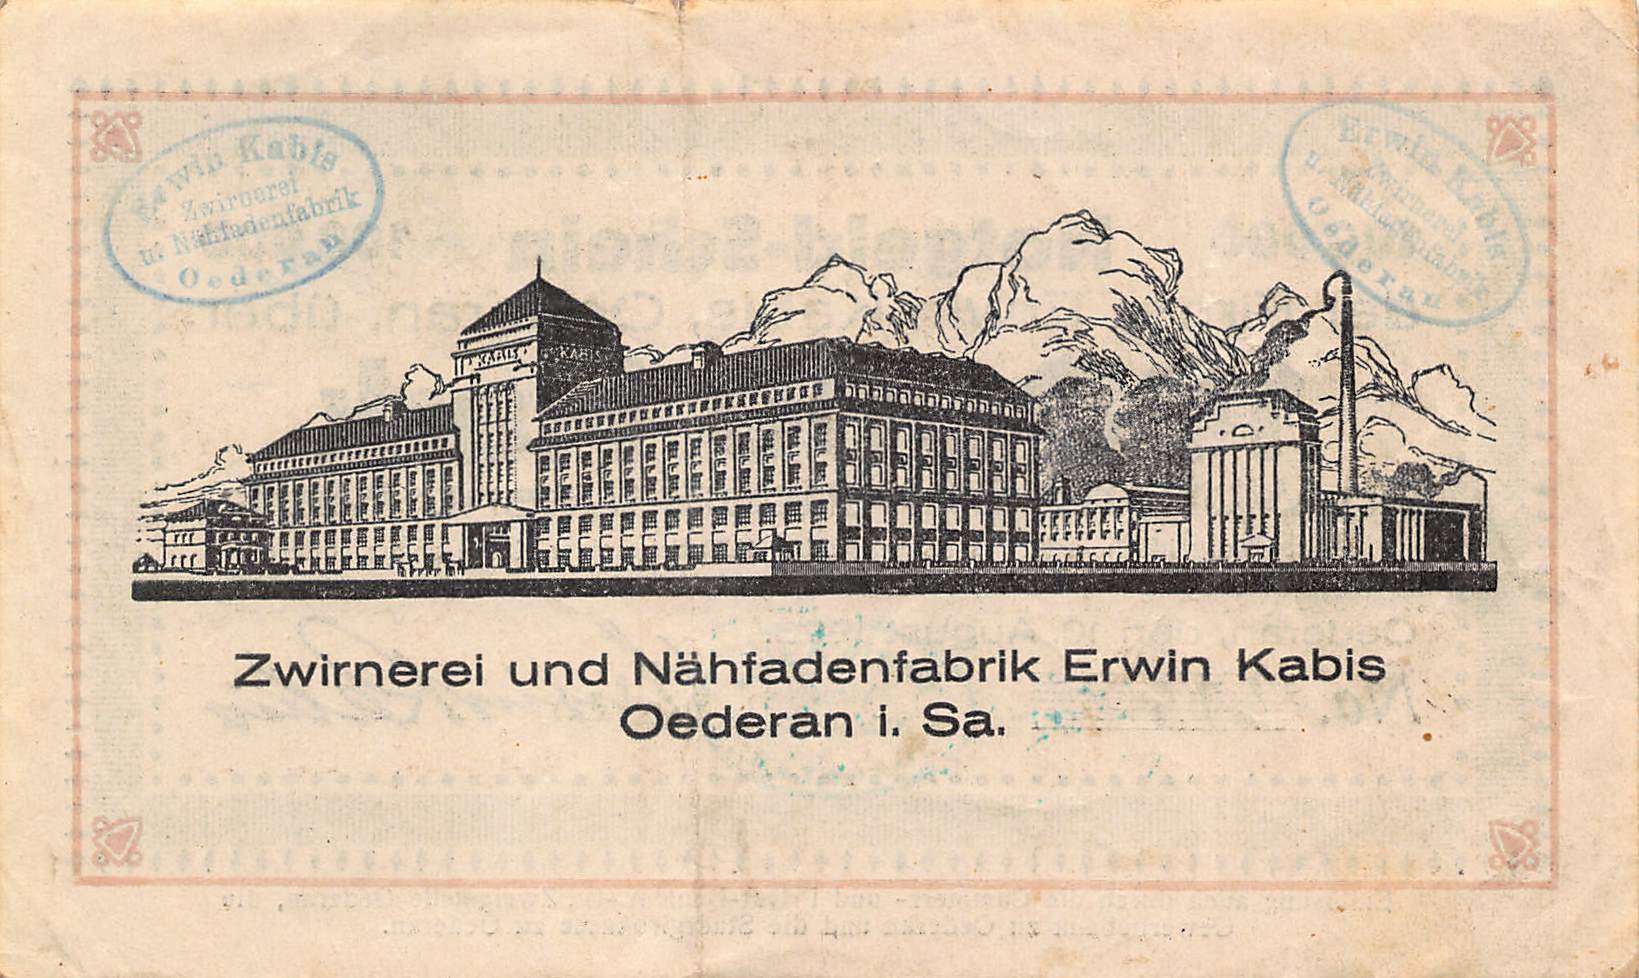 Erwin Kabis
Zwirnerei
u. Nähfadenfabrik
Oederan
Erwin Kabis
Zwirnerei
u. Nähfadenfabrik
Oederan
KABIS
KABIS
Zwirnerei und Nähfadenfabrik Erwin Kabis
Oederan i. Sa.